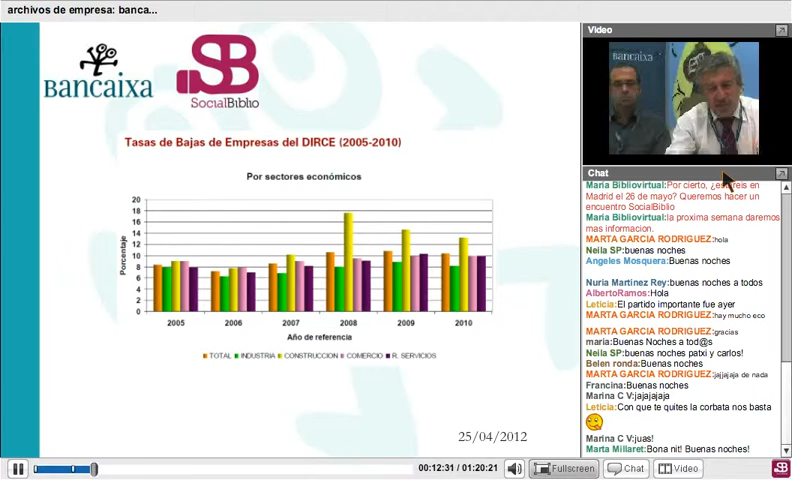 archivos de empresa: banca...
BANCAIXA
SB
SocialBiblio
Tasas de Bajas de Empresas del DIRCE (2005-2010)
Por sectores económicos
Porcentaje
20
18
16
14
12
10
8
6
4
2
0
2005 2006 2007 2008 2009 2010
Año de referencia
TOTAL INDUSTRIA CONSTRUCCION COMERCIO R. SERVICIOS
25/04/2012
Video
BANCAIXA
Chat
Maria Bibliovirtual:Por cierto, ¿estareis en
Madrid el 26 de mayo? Queremos hacer un
encuentro SocialBiblio
Maria Bibliovirtual:la proxima semana daremos
mas informacion.
MARTA GARCIA RODRIGUEZ:hola
Neila SP:buenas noches
Angeles Mosquera:Buenas noches
Nuria Martinez Rey:buenas noches a todos
AlbertoRamos:Hola
Leticia:El partido importante fue ayer
MARTA GARCIA RODRIGUEZ:hay mucho eco
MARTA GARCIA RODRIGUEZ:gracias
maria:Buenas Noches a tod@s
Neila SP:buenas noches patxi y carlos!
Belen ronda:Buenas noches
MARTA GARCIA RODRIGUEZ:jajjajaja de nada
Francina:Buenas noches
Marina C V:jajajajaja
Leticia:Con que te quites la corbata nos basta
Marina C V:juas!
Marta Millaret:Bona nit! Buenas noches!
00:12:31 / 01:20:21
Fullscreen
Chat
Video
SB